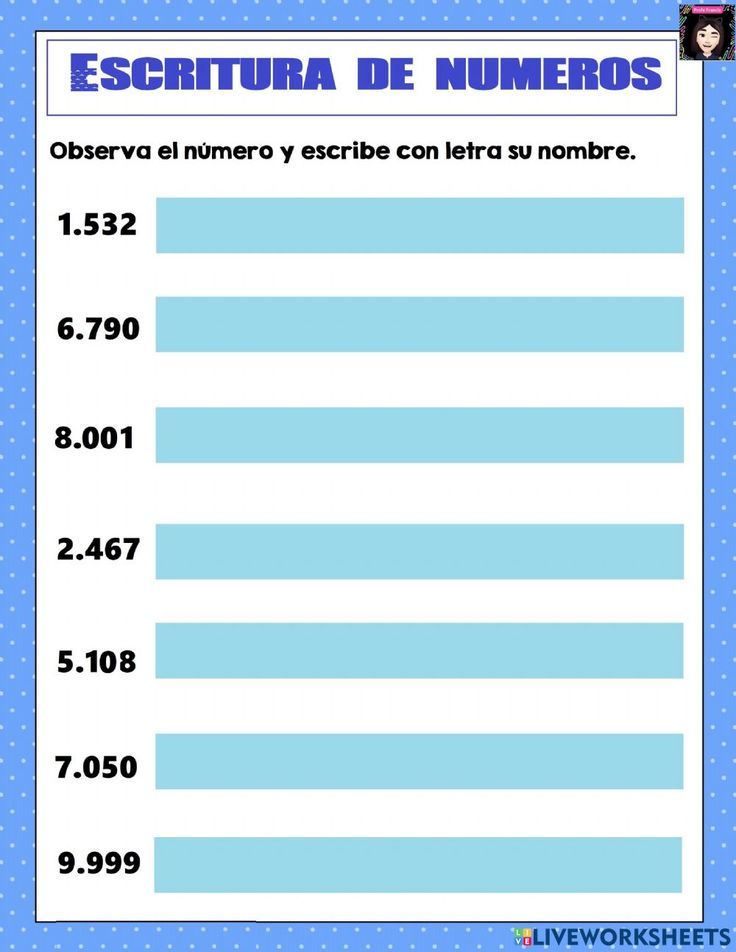 ESCRITURA DE NUMEROS
Observa el número y escribe con letra su nombre.
1.532
6.790
8.001
2.467
5.108
7.050
9.999
LIVE LIVEWORKSHEETS